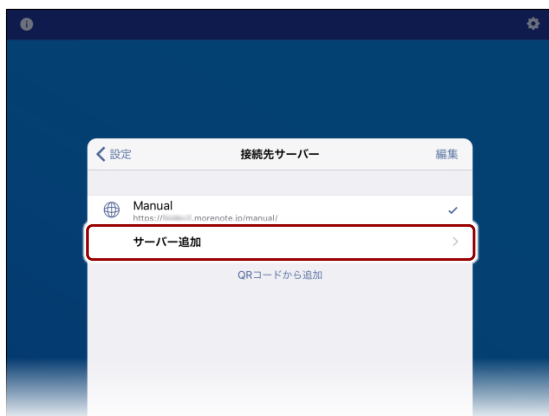 設定
接続先サーバー
編集
Manual
https:// .morenote.jp/manual/
サーバー追加
QRコードから追加